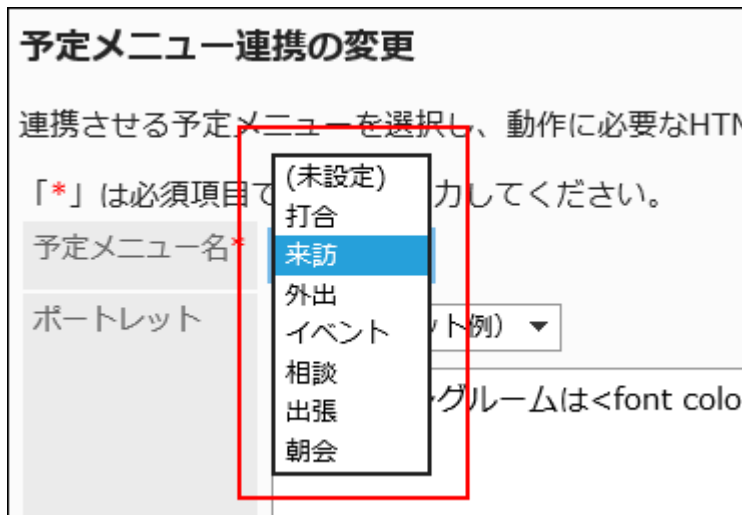 予定メニュー連携の変更
連携させる予定メニューを選択し、動作に必要なHTM
「*」は必須項目で
力してください。
予定メニュー名*
(未設定)
打合
来訪
外出
イベント
相談
出張
朝会
ポートレット
ット例)
グルームは<font colo